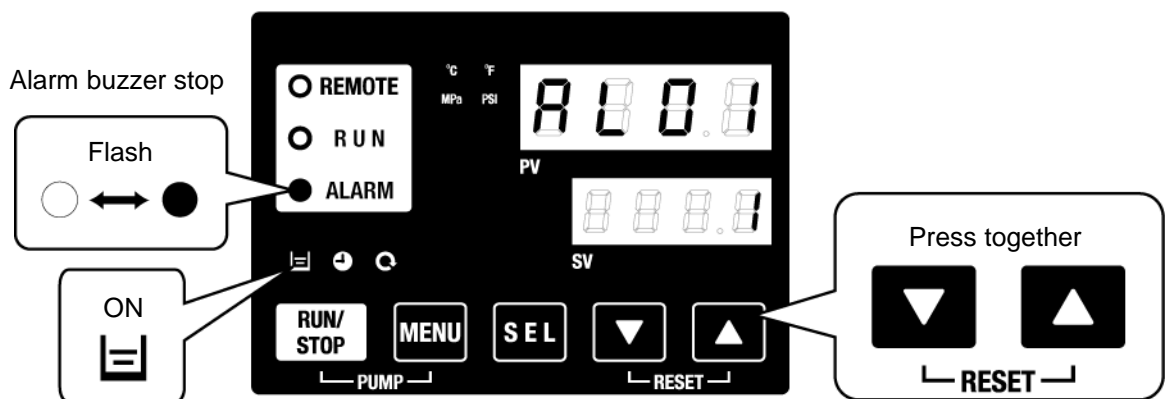 Alarm buzzer stop
Flash
REMOTE
RUN
ALARM
°C °F
MPa PSI
AL01
PV
1
SV
ON
RUN/
STOP
MENU
SEL
PUMP
RESET
Press together
RESET